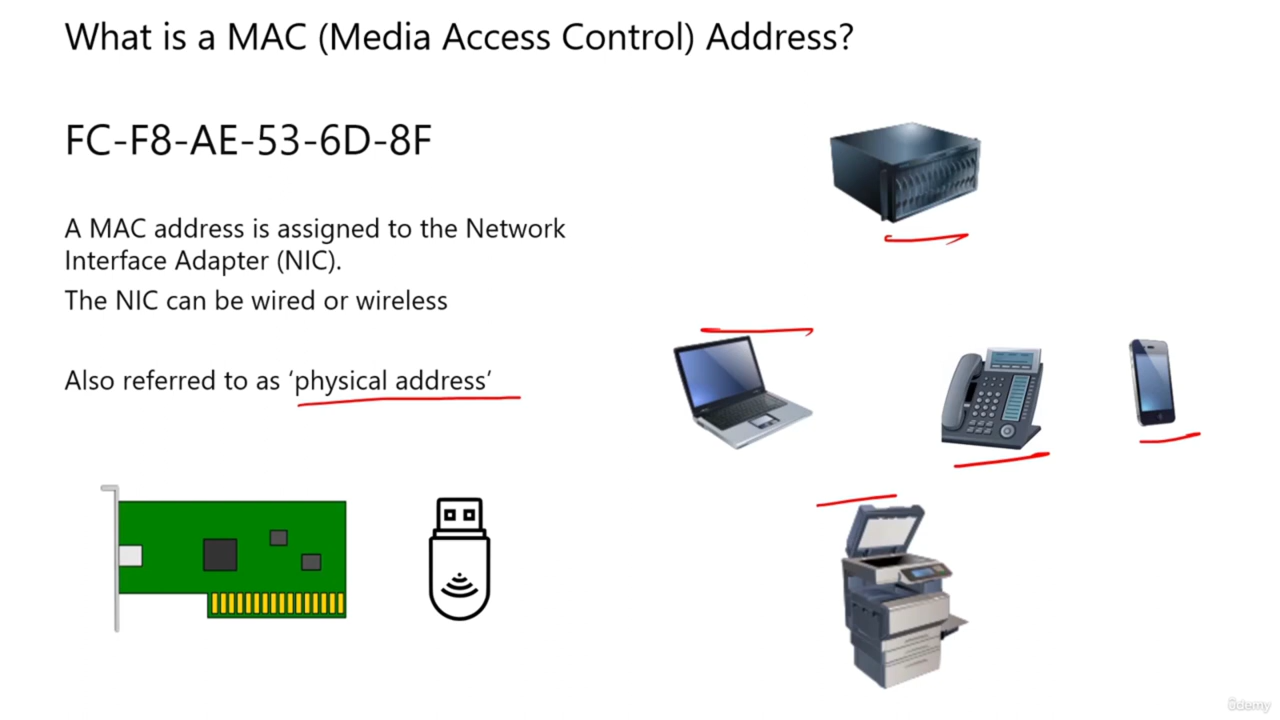 What is a MAC (Media Access Control) Address?
FC-F8-AE-53-6D-8F
A MAC address is assigned to the Network
Interface Adapter (NIC).
The NIC can be wired or wireless
Also referred to as ‘physical address’
ûdemy